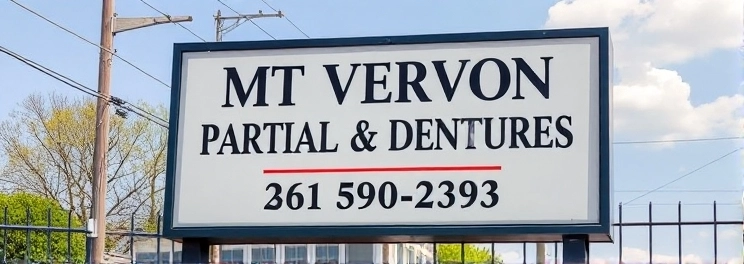 MT VERVON
PARTIAL & DENTURES
361 590-2393